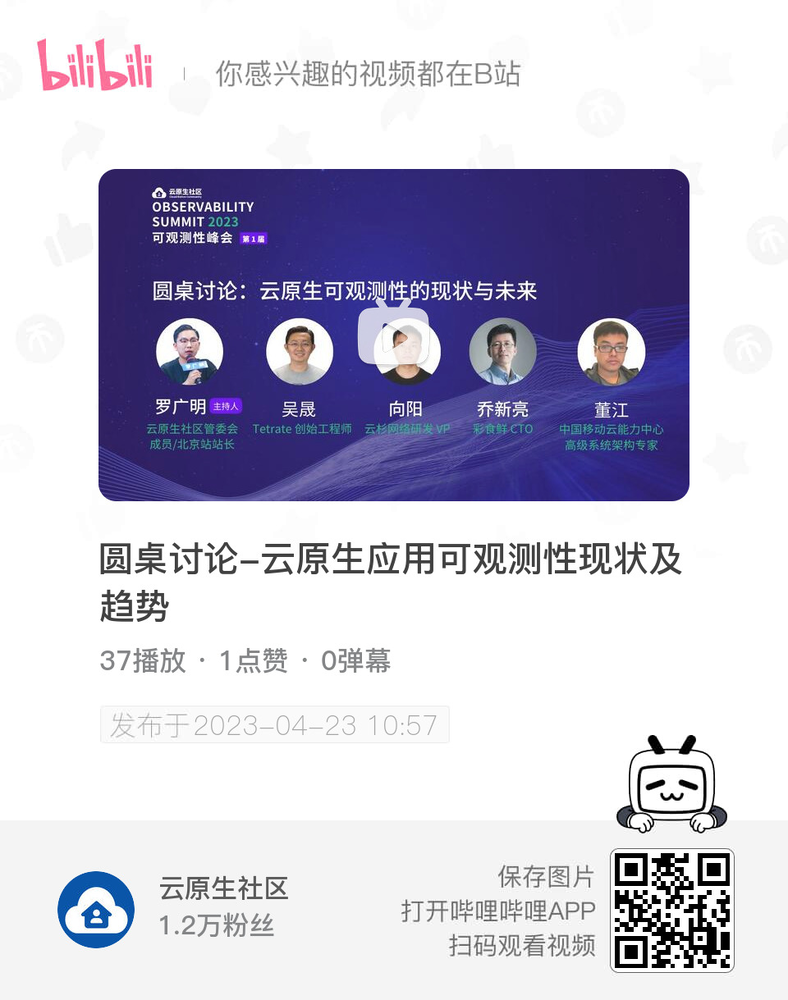 bilibili
你感兴趣的视频都在B站
云原生社区
OBSERVABILITY
SUMMIT 2023
可观测性峰会 第1届
圆桌讨论：云原生可观测性的现状与未来
罗广明 主持人
云原生社区管委会
成员/北京站站长
吴晟
Tetrate 创始工程师
向阳
云杉网络研发 VP
乔新亮
彩食鲜 CTO
董江
中国移动云能力中心
高级系统架构专家
圆桌讨论-云原生应用可观测性现状及
趋势
37播放 · 1点赞 · 0弹幕
发布于2023-04-23 10:57
云原生社区
1.2万粉丝
保存图片
打开哔哩哔哩APP
扫码观看视频